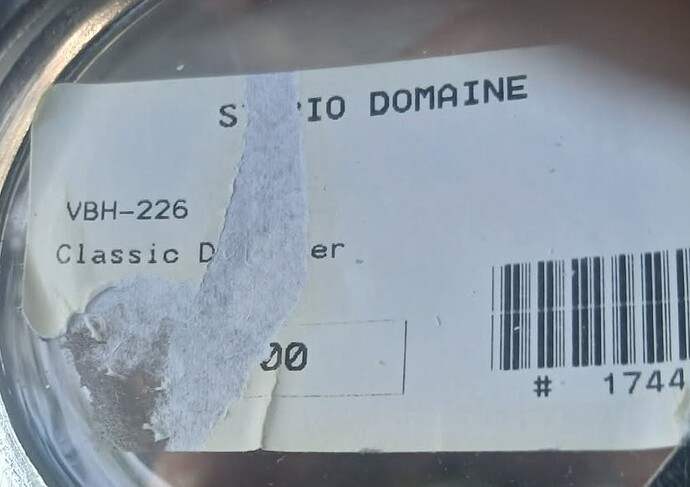 DOMAINE
VBH-226
Classic
00
# 1744